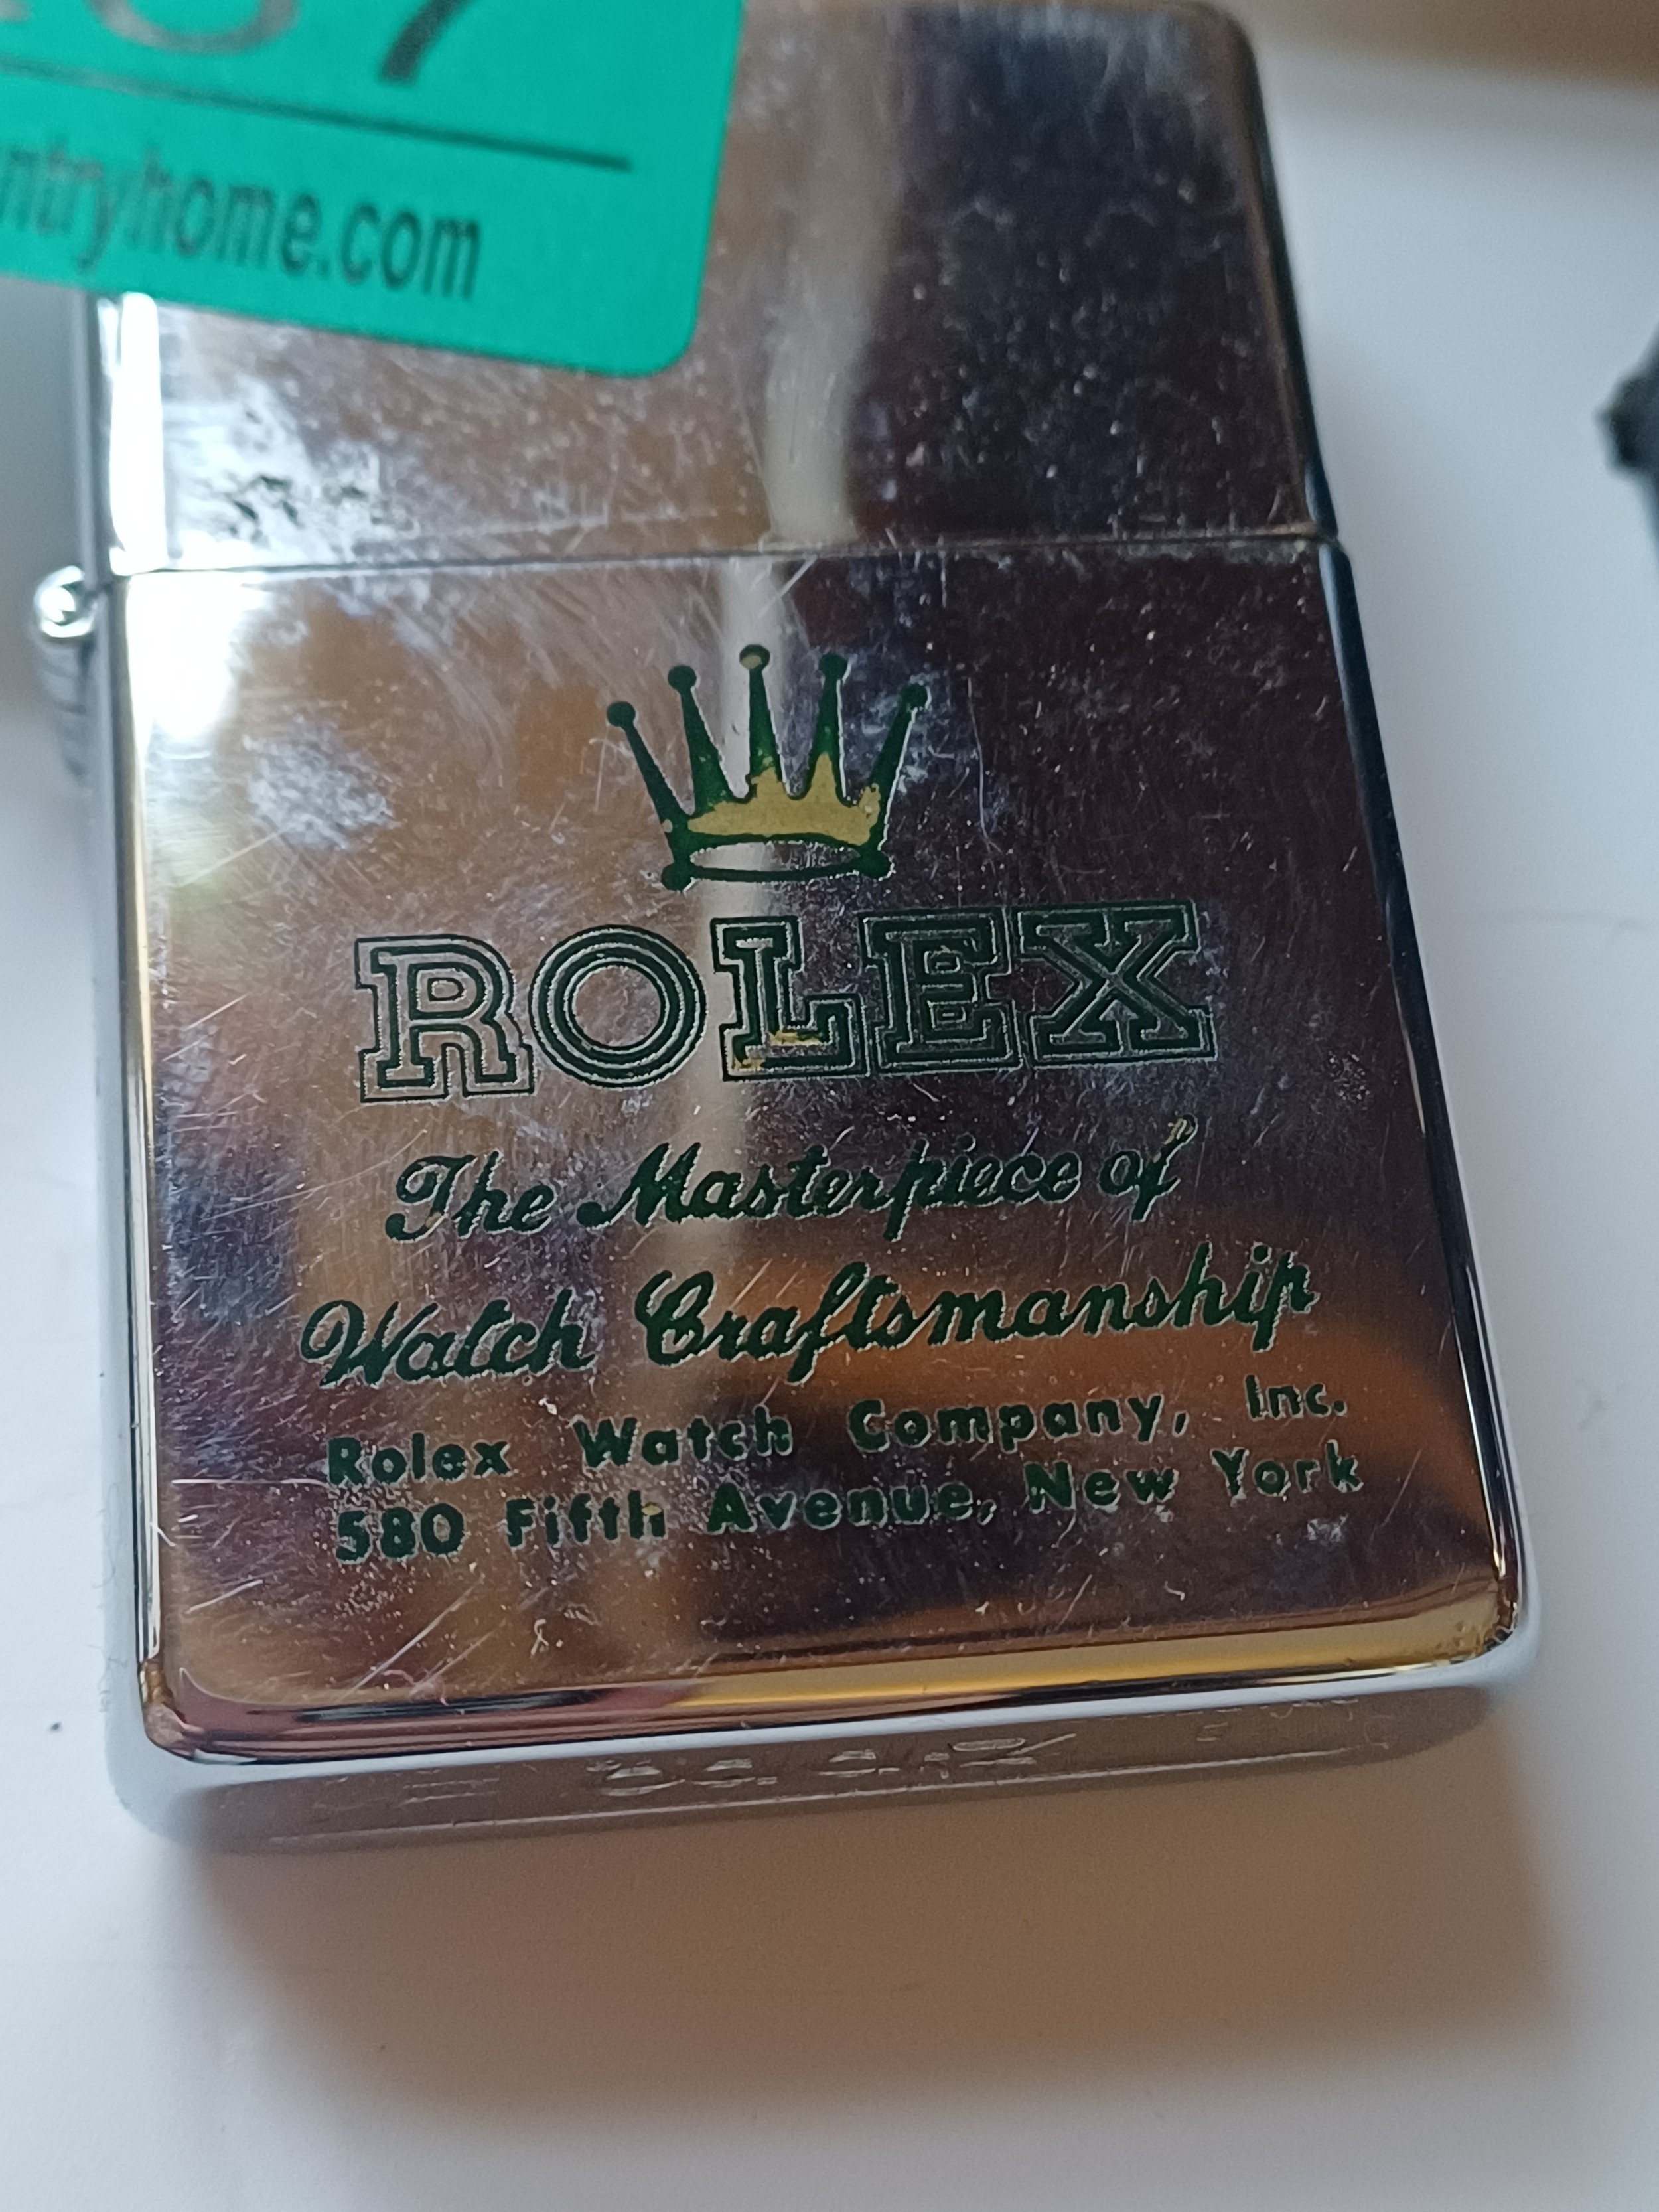 ntryhome.com
ROLEX
The Masterpiece of
Watch Craftsmanship
Rolex Watch Company, Inc.
580 Fifth Avenue, New York